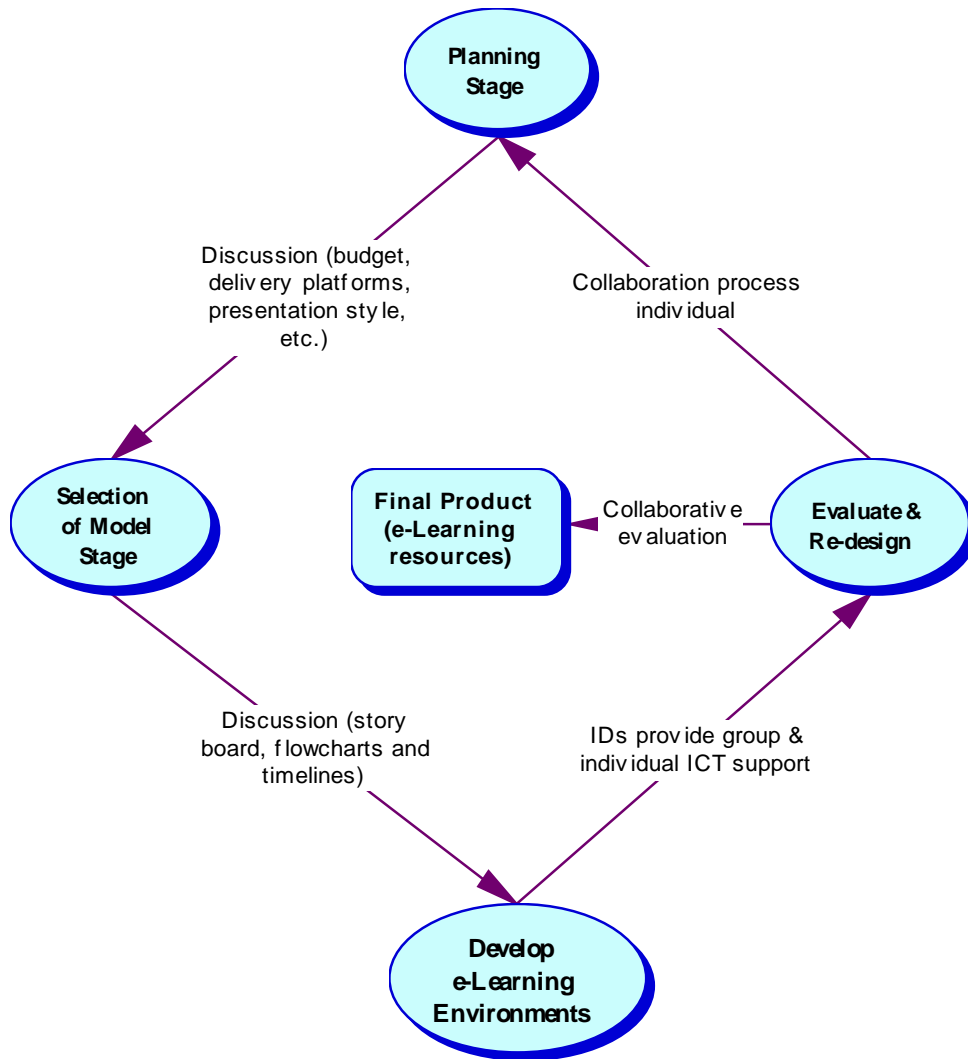 Planning
Stage
Discussion (budget,
delivery platforms,
presentation style,
etc.)
Collaboration process
individual
Selection
of Model
Stage
Final Product
(e-Learning
resources)
Collaborative
evaluation
Evaluate &
Re-design
Discussion (story
board, flowcharts and
timelines)
IDs provide group &
individual ICT support
Develop
e-Learning
Environments